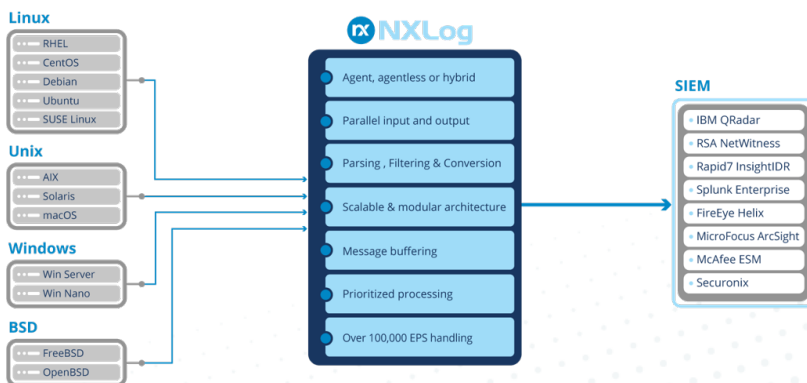 Linux
RHEL
CentOS
Debian
Ubuntu
SUSE Linux
Unix
AIX
Solaris
macOS
Windows
Win Server
Win Nano
BSD
FreeBSD
OpenBSD
nx NXLog
Agent, agentless or hybrid
Parallel input and output
Parsing , Filtering & Conversion
Scalable & modular architecture
Message buffering
Prioritized processing
Over 100,000 EPS handling
SIEM
IBM QRadar
RSA NetWitness
Rapid7 InsightIDR
Splunk Enterprise
FireEye Helix
MicroFocus ArcSight
McAfee ESM
Securonix